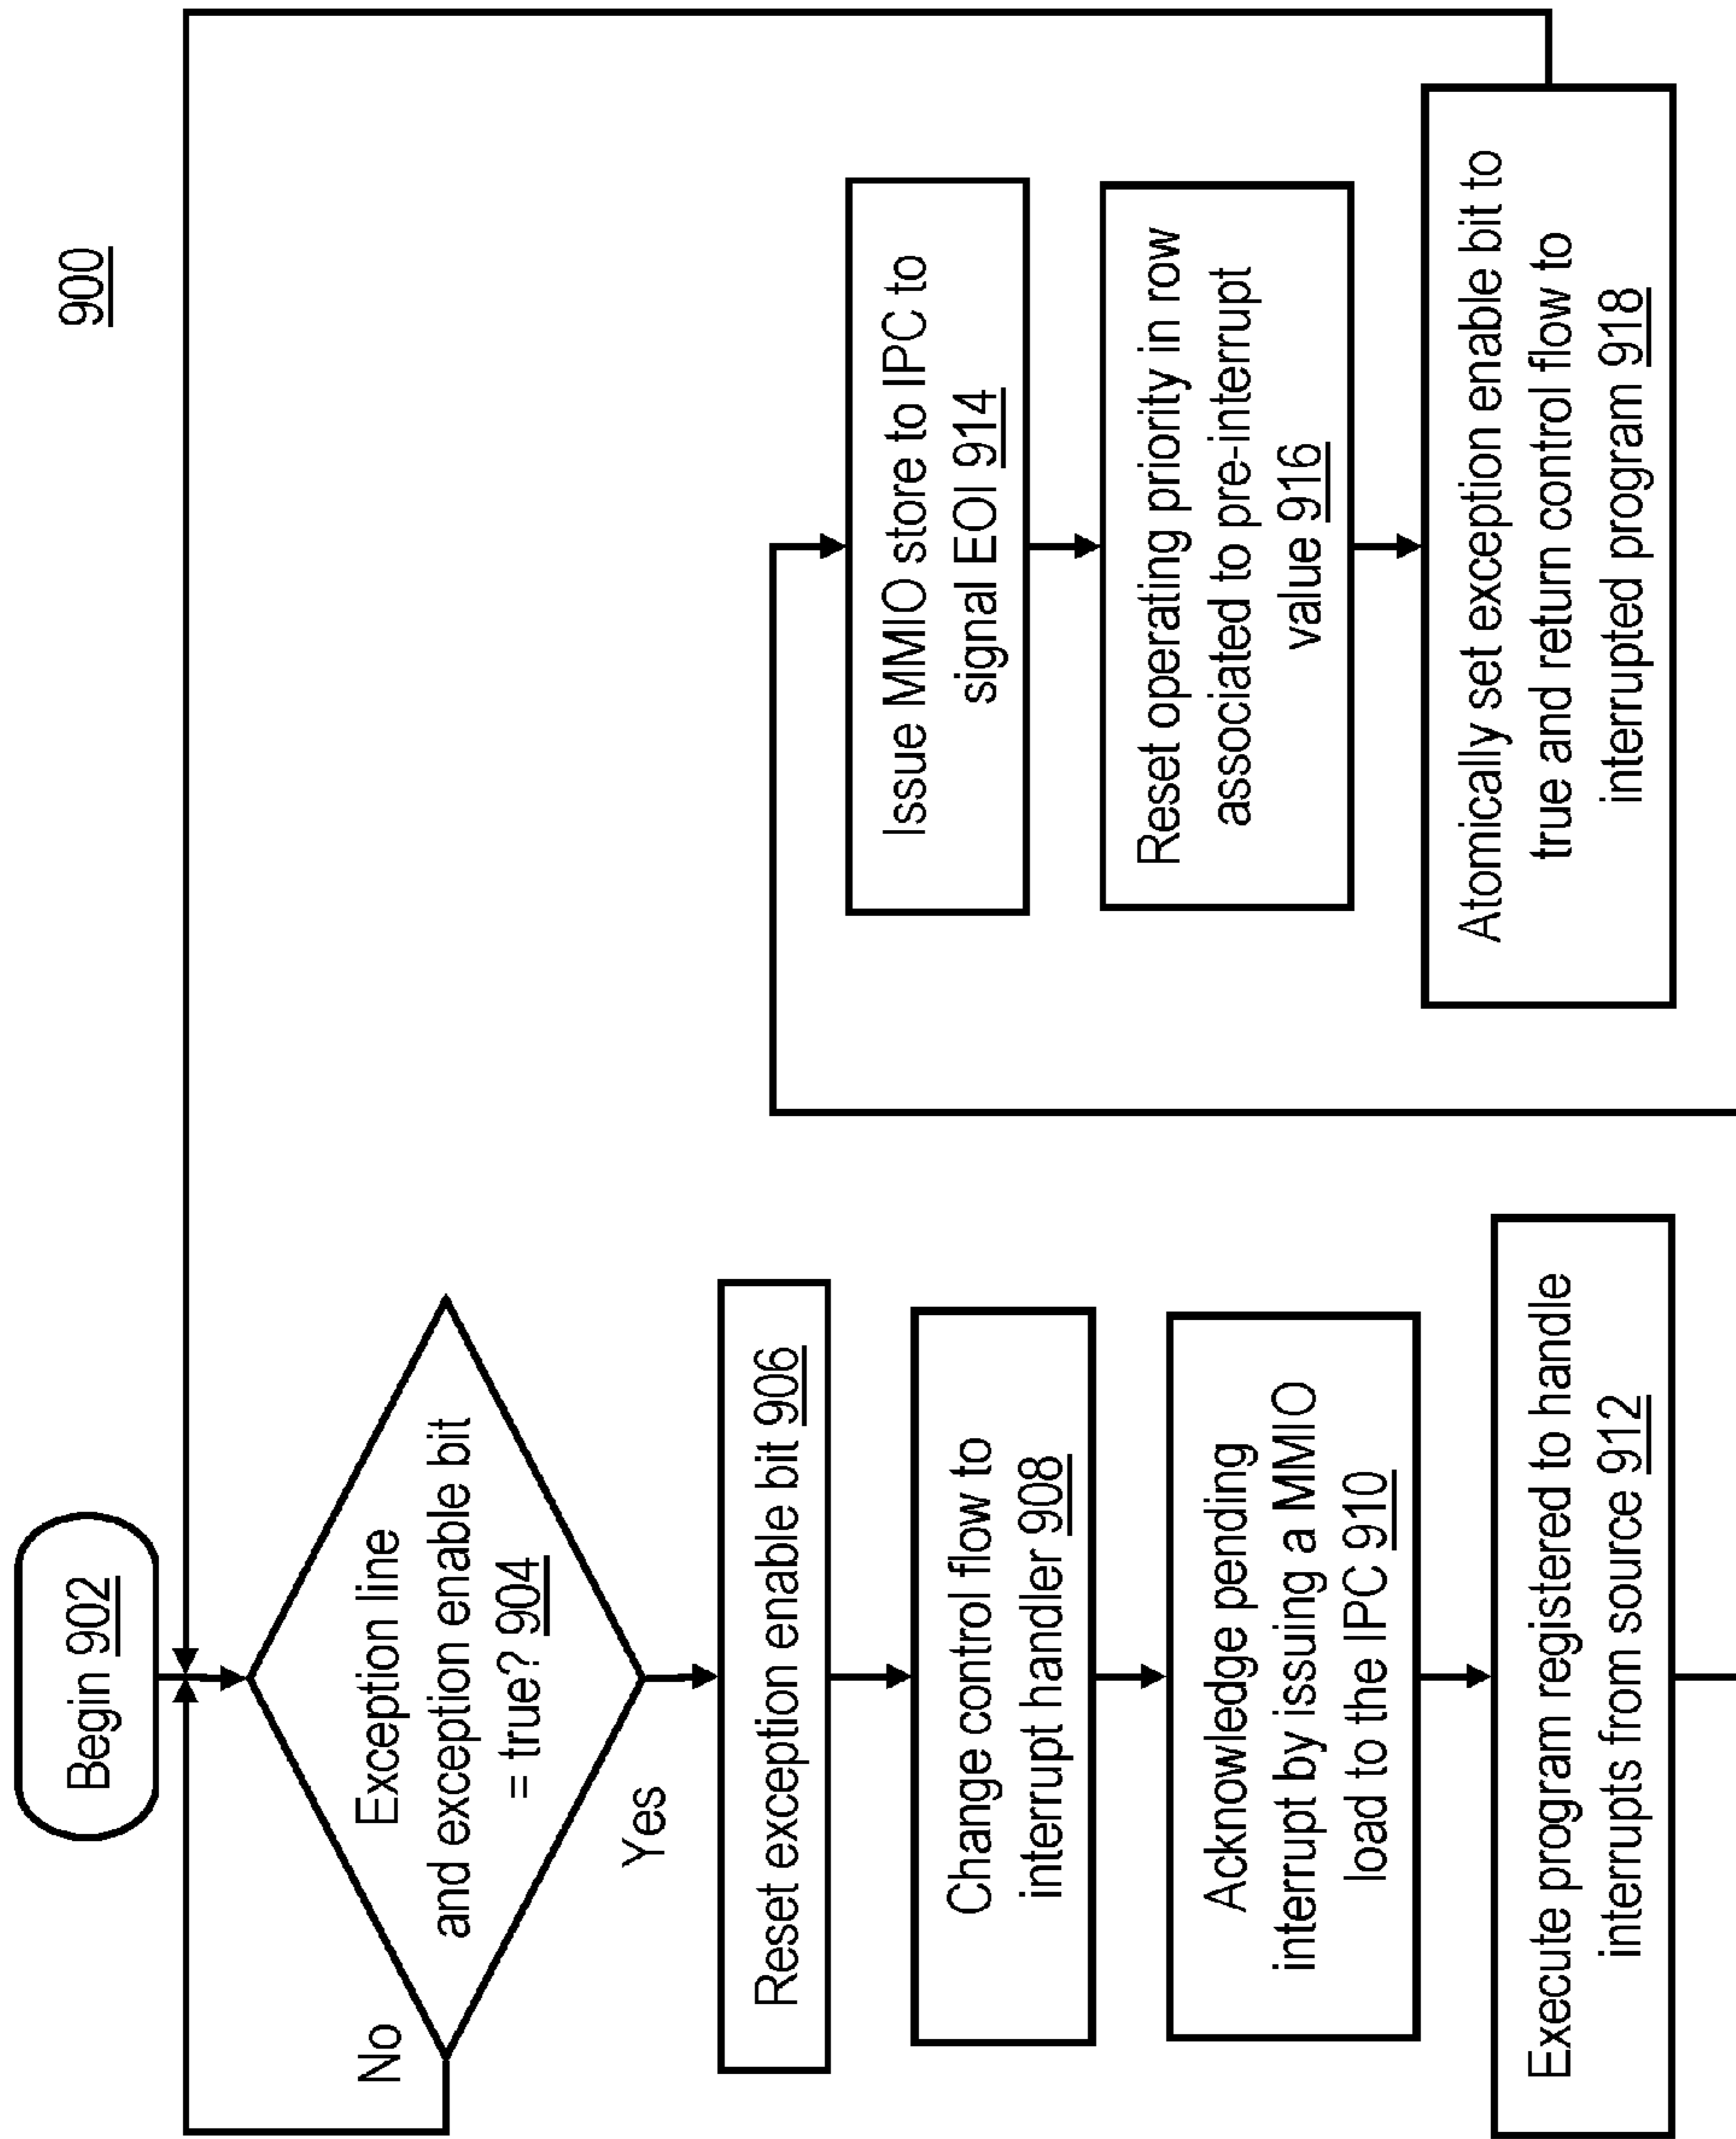 900
Begin 902
Exception line
and exception enable bit
= true? 904
No
Yes
Reset exception enable bit 906
Change control flow to
interrupt handler 908
Acknowledge pending
interrupt by issuing a MMIO
load to the IPC 910
Execute program registered to handle
interrupts from source 912
Issue MMIO store to IPC to
signal EOI 914
Reset operating priority in row
associated to pre-interrupt
value 916
Atomically set exception enable bit to
true and return control flow to
interrupted program 918